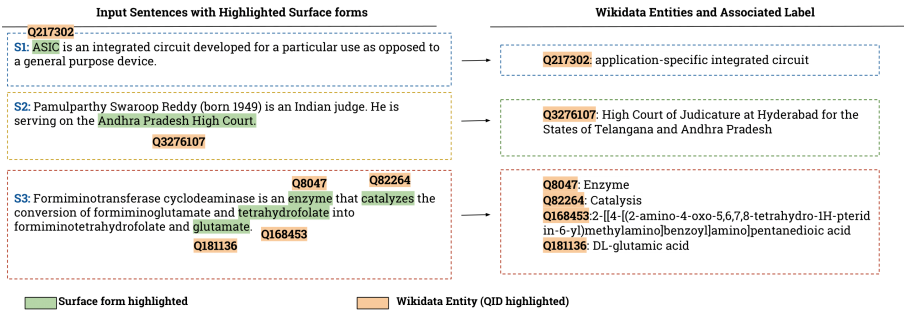 Input Sentences with Highlighted Surface forms
Wikidata Entities and Associated Label
Q217302
S1: ASIC is an integrated circuit developed for a particular use as opposed to
a general purpose device.
Q217302: application-specific integrated circuit
S2: Pamulparthy Swaroop Reddy (born 1949) is an Indian judge. He is
serving on the Andhra Pradesh High Court.
Q3276107
Q3276107: High Court of Judicature at Hyderabad for the
States of Telangana and Andhra Pradesh
Q8047
Q82264
S3: Formiminotransferase cyclodeaminase is an enzyme that catalyzes the
conversion of formiminoglutamate and tetrahydrofolate into
formiminotetrahydrofolate and glutamate.
Q168453
Q181136
Q8047: Enzyme
Q82264: Catalysis
Q168453:2-[[4-[(2-amino-4-oxo-5,6,7,8-tetrahydro-1H-pterid
in-6-yl)methylamino]benzoyl]amino]pentanedioic acid
Q181136: DL-glutamic acid
Surface form highlighted
Wikidata Entity (QID highlighted)